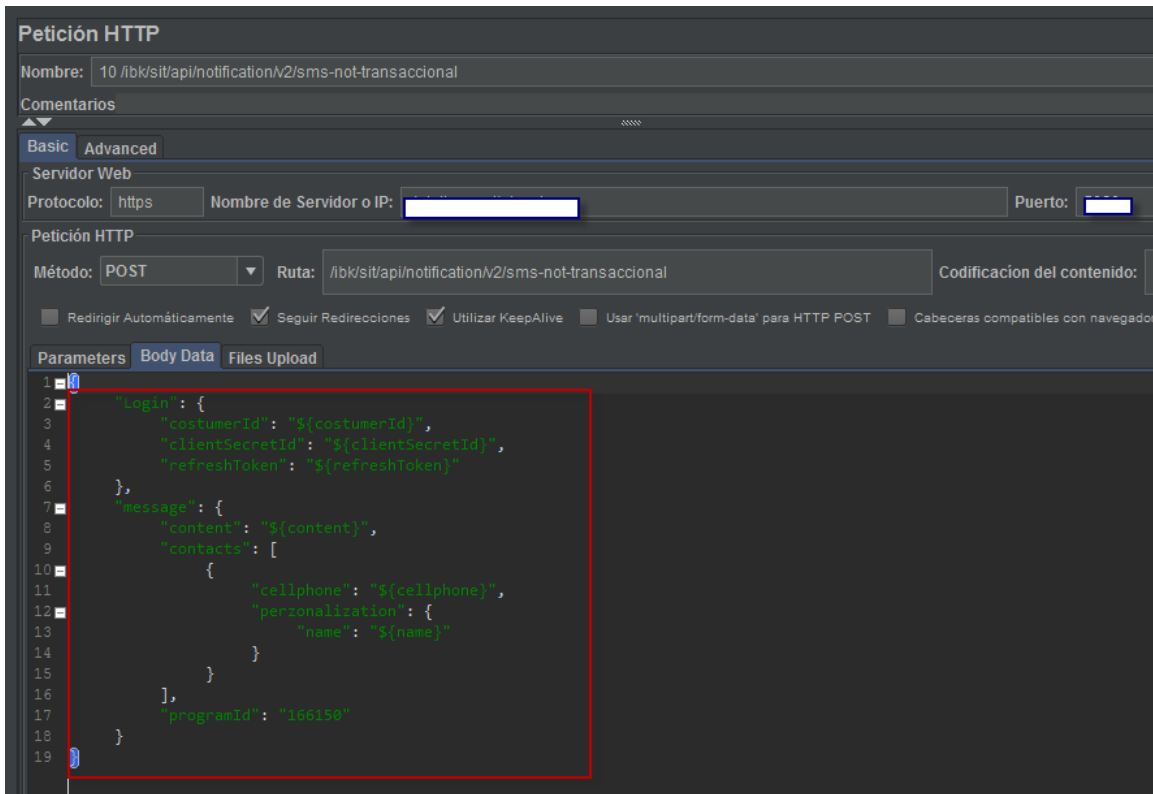 Petición HTTP
Nombre: 10 /ibk/sit/api/notification/v2/sms-not-transaccional
Comentarios
Basic Advanced
Servidor Web
Protocolo: https Nombre de Servidor o IP: Puerto:
Petición HTTP
Método: POST Ruta: /ibk/sit/api/notification/v2/sms-not-transaccional Codificacíon del contenido:
Redirigir Automáticamente Seguir Redirecciones Utilizar KeepAlive Usar 'multipart/form-data' para HTTP POST Cabeceras compatibles con navegado
Parameters Body Data Files Upload
1 {
2 "Login": {
3 "costumerId": "${costumerId}",
4 "clientSecretId": "${clientSecretId}",
5 "refreshToken": "${refreshToken}"
6 },
7 "message": {
8 "content": "${content}",
9 "contacts": [
10 {
11 "cellphone": "${cellphone}",
12 "perzonalization": {
13 "name": "${name}"
14 }
15 }
16 ],
17 "programId": "166150"
18 }
19 }